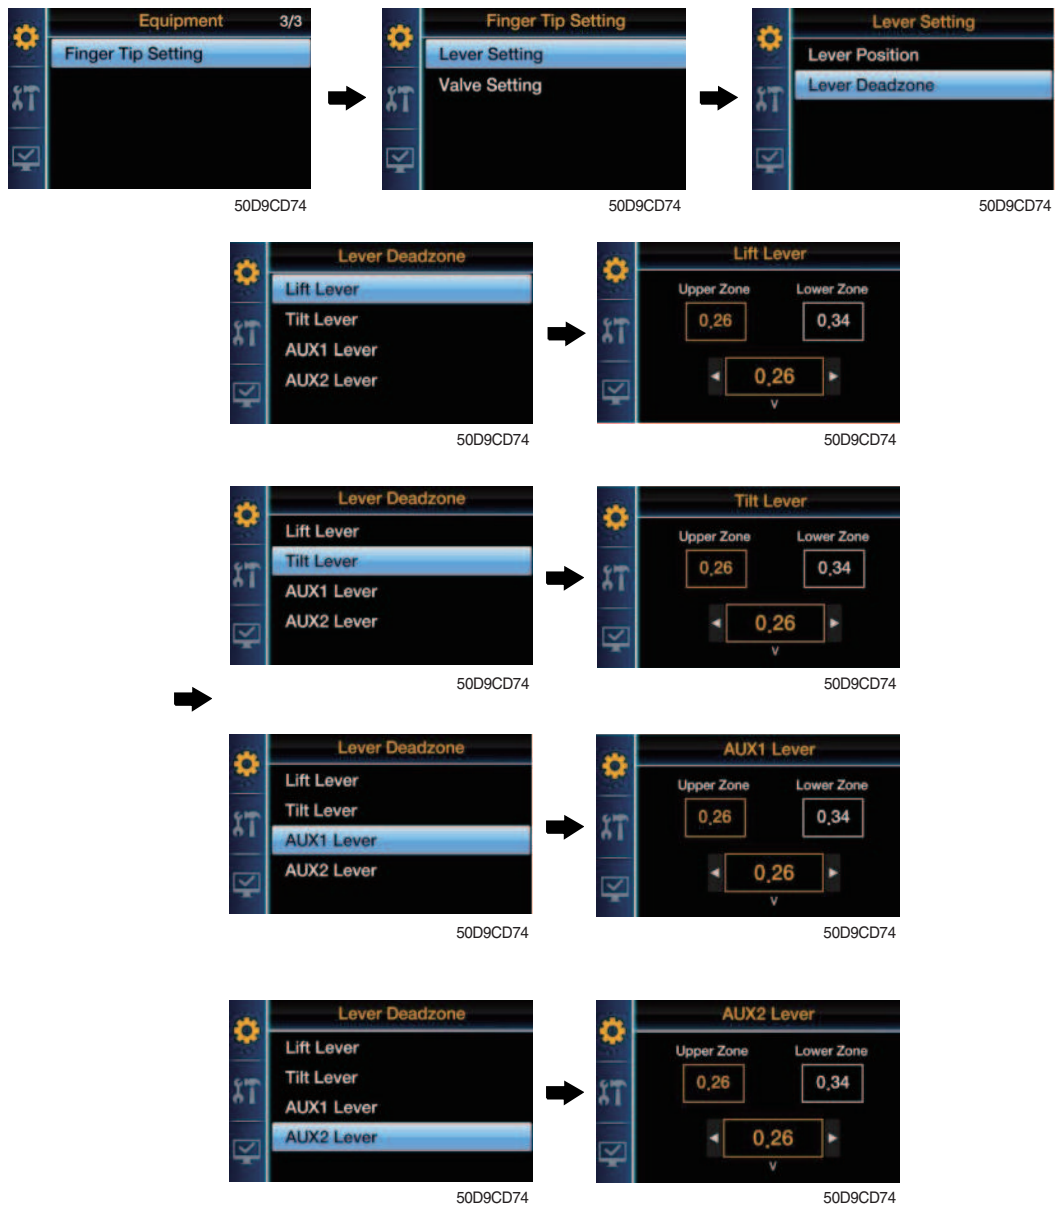 Equipment 3/3
Finger Tip Setting
50D9CD74
Finger Tip Setting
Lever Setting
Valve Setting
50D9CD74
Lever Setting
Lever Position
Lever Deadzone
50D9CD74
Lever Deadzone
Lift Lever
Tilt Lever
AUX1 Lever
AUX2 Lever
50D9CD74
Lift Lever
Upper Zone Lower Zone
0.26 0.34
0.26
V
50D9CD74
Lever Deadzone
Lift Lever
Tilt Lever
AUX1 Lever
AUX2 Lever
50D9CD74
Tilt Lever
Upper Zone Lower Zone
0.26 0.34
0.26
V
50D9CD74
Lever Deadzone
Lift Lever
Tilt Lever
AUX1 Lever
AUX2 Lever
50D9CD74
AUX1 Lever
Upper Zone Lower Zone
0.26 0.34
0.26
V
50D9CD74
Lever Deadzone
Lift Lever
Tilt Lever
AUX1 Lever
AUX2 Lever
50D9CD74
AUX2 Lever
Upper Zone Lower Zone
0.26 0.34
0.26
V
50D9CD74